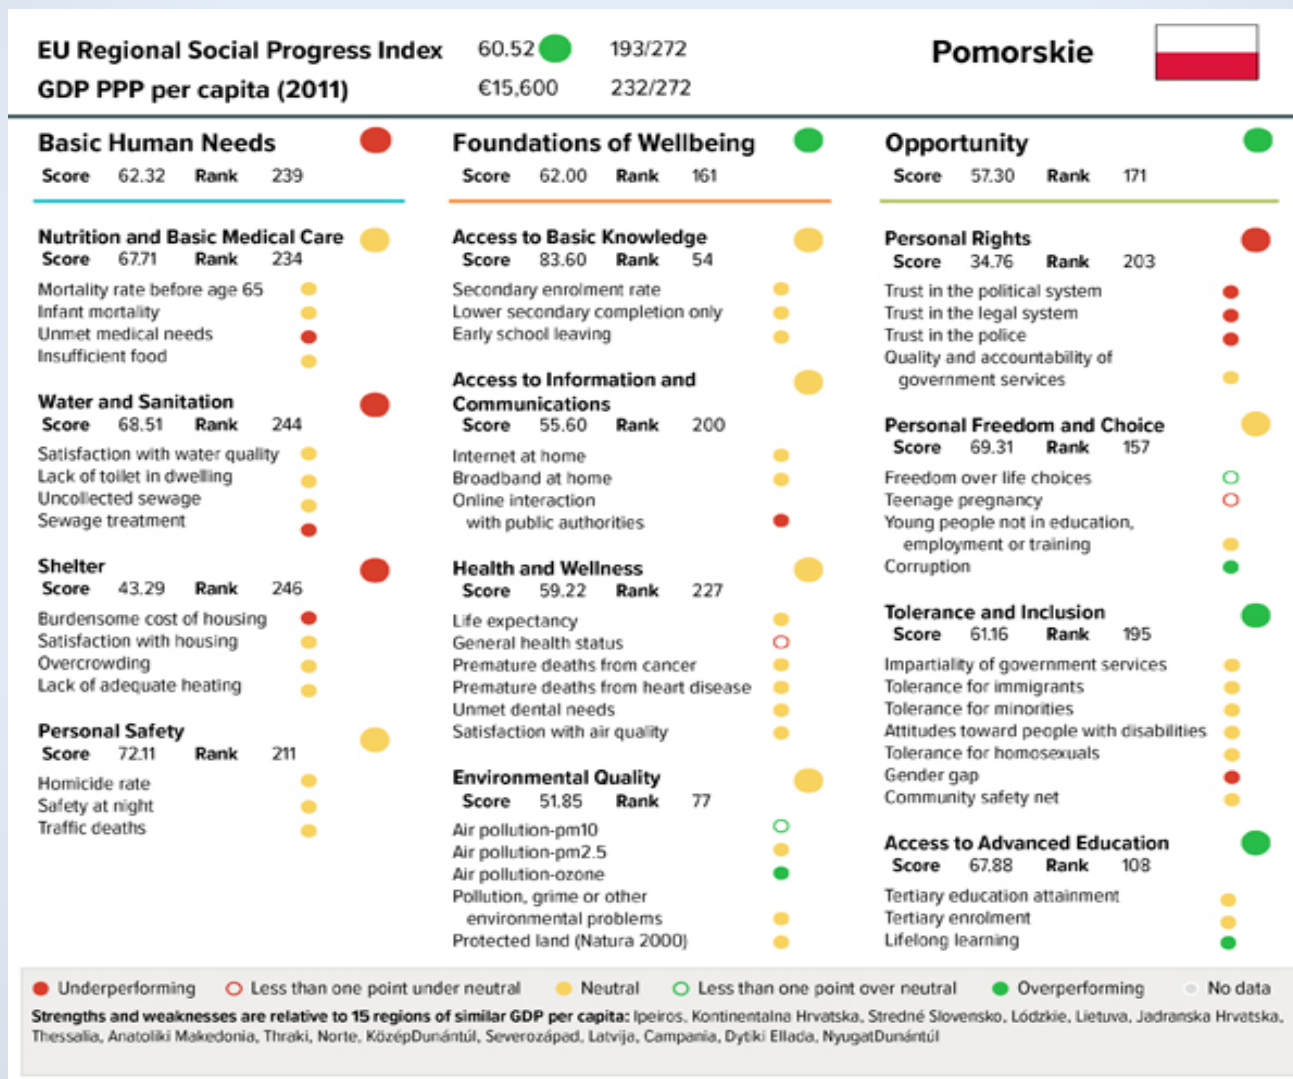 EU Regional Social Progress Index 60.52 193/272
GDP PPP per capita (2011) €15,600 232/272
Pomorskie
Basic Human Needs
Score 62.32 Rank 239
Nutrition and Basic Medical Care
Score 67.71 Rank 234
Mortality rate before age 65
Infant mortality
Unmet medical needs
Insufficient food
Water and Sanitation
Score 68.51 Rank 244
Satisfaction with water quality
Lack of toilet in dwelling
Uncollected sewage
Sewage treatment
Shelter
Score 43.29 Rank 246
Burdensome cost of housing
Satisfaction with housing
Overcrowding
Lack of adequate heating
Personal Safety
Score 72.11 Rank 211
Homicide rate
Safety at night
Traffic deaths
Foundations of Wellbeing
Score 62.00 Rank 161
Access to Basic Knowledge
Score 83.60 Rank 54
Secondary enrolment rate
Lower secondary completion only
Early school leaving
Access to Information and
Communications
Score 55.60 Rank 200
Internet at home
Broadband at home
Online interaction
with public authorities
Health and Wellness
Score 59.22 Rank 227
Life expectancy
General health status
Premature deaths from cancer
Premature deaths from heart disease
Unmet dental needs
Satisfaction with air quality
Environmental Quality
Score 51.85 Rank 77
Air pollution-pm10
Air pollution-pm2.5
Air pollution-ozone
Pollution, grime or other
environmental problems
Protected land (Natura 2000)
Opportunity
Score 57.30 Rank 171
Personal Rights
Score 34.76 Rank 203
Trust in the political system
Trust in the legal system
Trust in the police
Quality and accountability of
government services
Personal Freedom and Choice
Score 69.31 Rank 157
Freedom over life choices
Teenage pregnancy
Young people not in education,
employment or training
Corruption
Tolerance and Inclusion
Score 61.16 Rank 195
Impartiality of government services
Tolerance for immigrants
Tolerance for minorities
Attitudes toward people with disabilities
Tolerance for homosexuals
Gender gap
Community safety net
Access to Advanced Education
Score 67.88 Rank 108
Tertiary education attainment
Tertiary enrolment
Lifelong learning
Underperforming Less than one point under neutral Neutral Less than one point over neutral Overperforming No data
Strengths and weaknesses are relative to 15 regions of similar GDP per capita: Ipeiros, Kontinentalna Hrvatska, Stredné Slovensko, Lódzkie, Lietuva, Jadranska Hrvatska,
Thessalia, Anatoliki Makedonia, Thraki, Norte, KözépDunántúl, Severozápad, Latvija, Campania, Dytiki Ellada, NyugatDunántúl